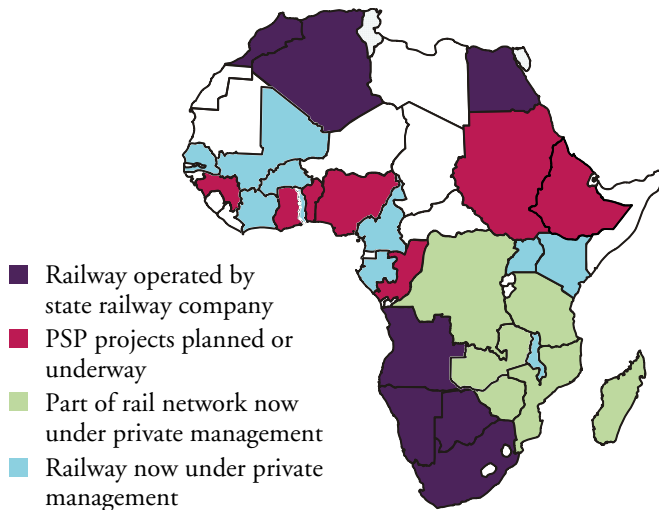 Railway operated by
state railway company
PSP projects planned or
underway
Part of rail network now
under private management
Railway now under private
management